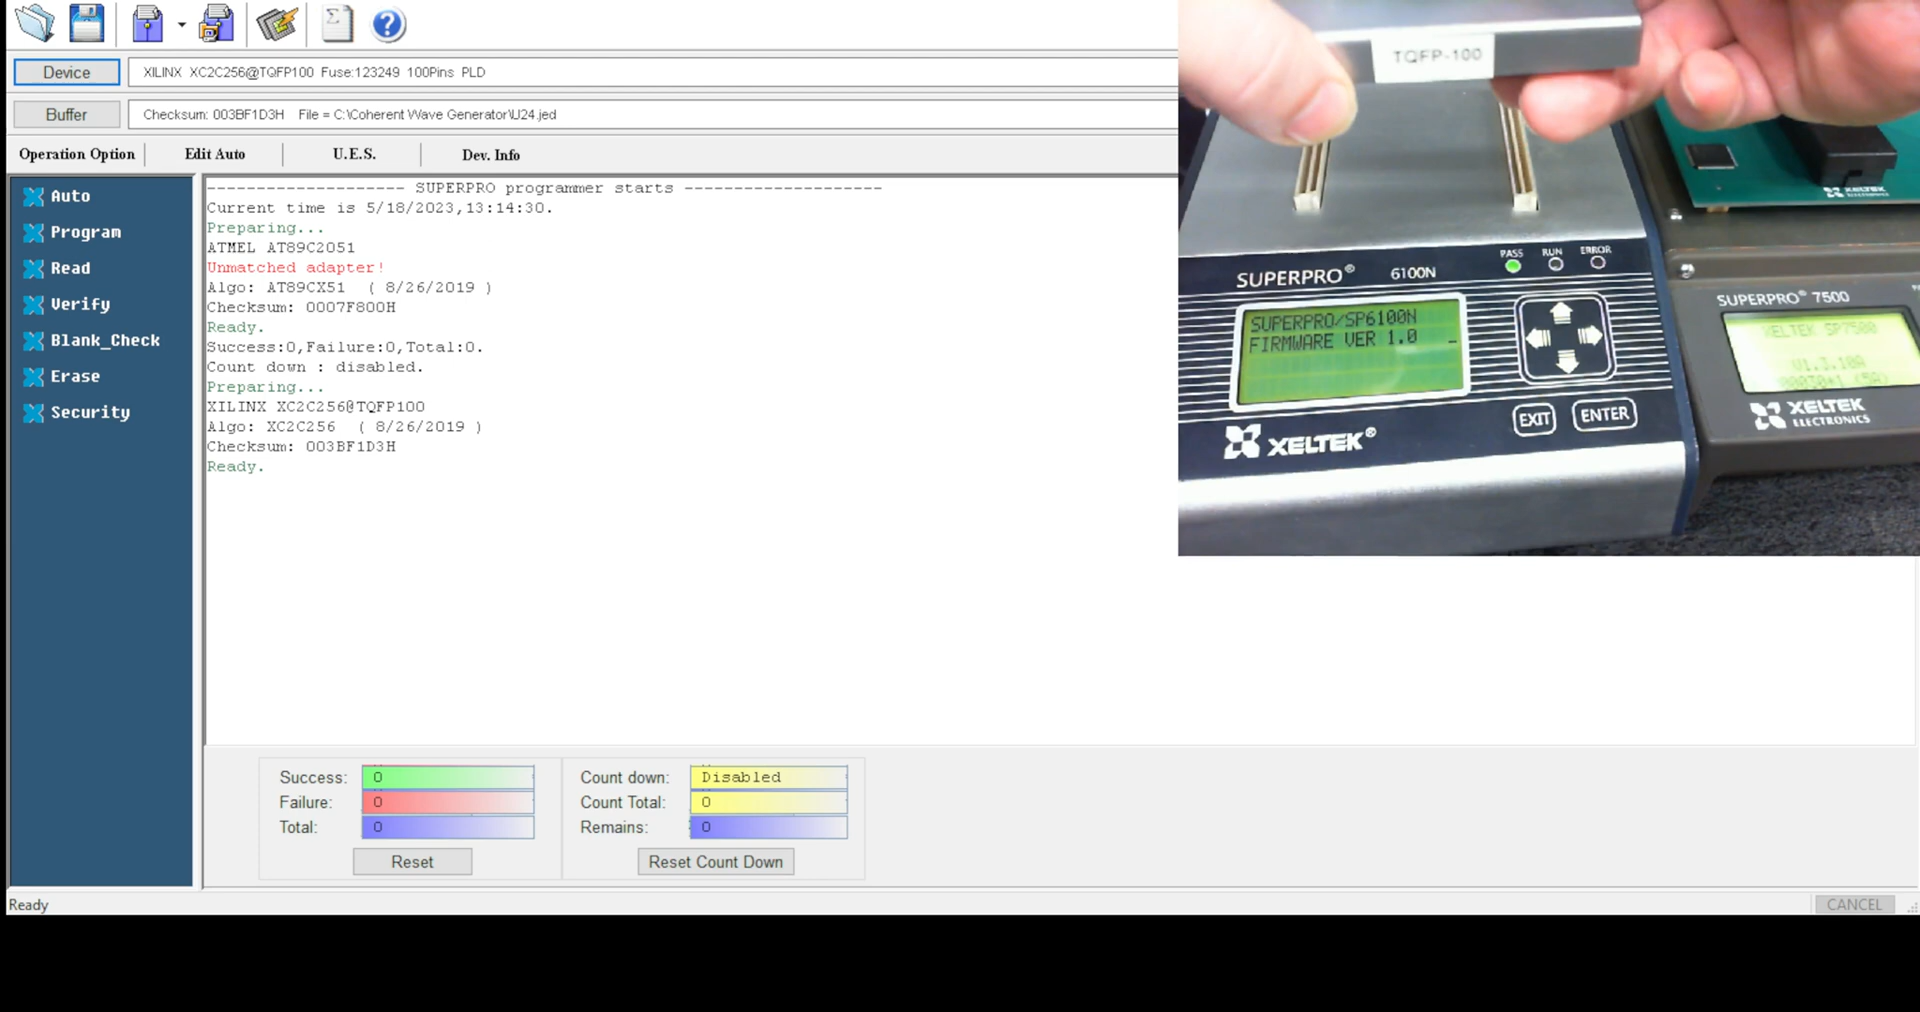 Device
XILINX XC2C256@TQFP100 Fuse:123249 100Pins PLD
Buffer
Checksum: 003BF1D3H File = C:\Coherent Wave Generator\U24.jed
Operation Option
Edit Auto
U.E.S.
Dev. Info
Auto
Program
Read
Verify
Blank_Check
Erase
Security
-------------------- SUPERPRO programmer starts --------------------
Current time is 5/18/2023,13:14:30.
Preparing...
ATMEL AT89C2051
Unmatched adapter!
Algo: AT89CX51 ( 8/26/2019 )
Checksum: 0007F800H
Ready.
Success:0,Failure:0,Total:0.
Count down : disabled.
Preparing...
XILINX XC2C256@TQFP100
Algo: XC2C256 ( 8/26/2019 )
Checksum: 003BF1D3H
Ready.
Success: 0
Failure: 0
Total: 0
Reset
Count down: Disabled
Count Total: 0
Remains: 0
Reset Count Down
Ready
CANCEL
TQFP-100
SUPERPRO® 6100N
PASS RUN ERROR
SUPERPRO/SP6100N
FIRMWARE VER 1.0
XELTEK®
EXIT
ENTER
XELTEK
ELECTRONICS
SUPERPRO® 7500
XELTEK SP7500
XELTEK
ELECTRONICS